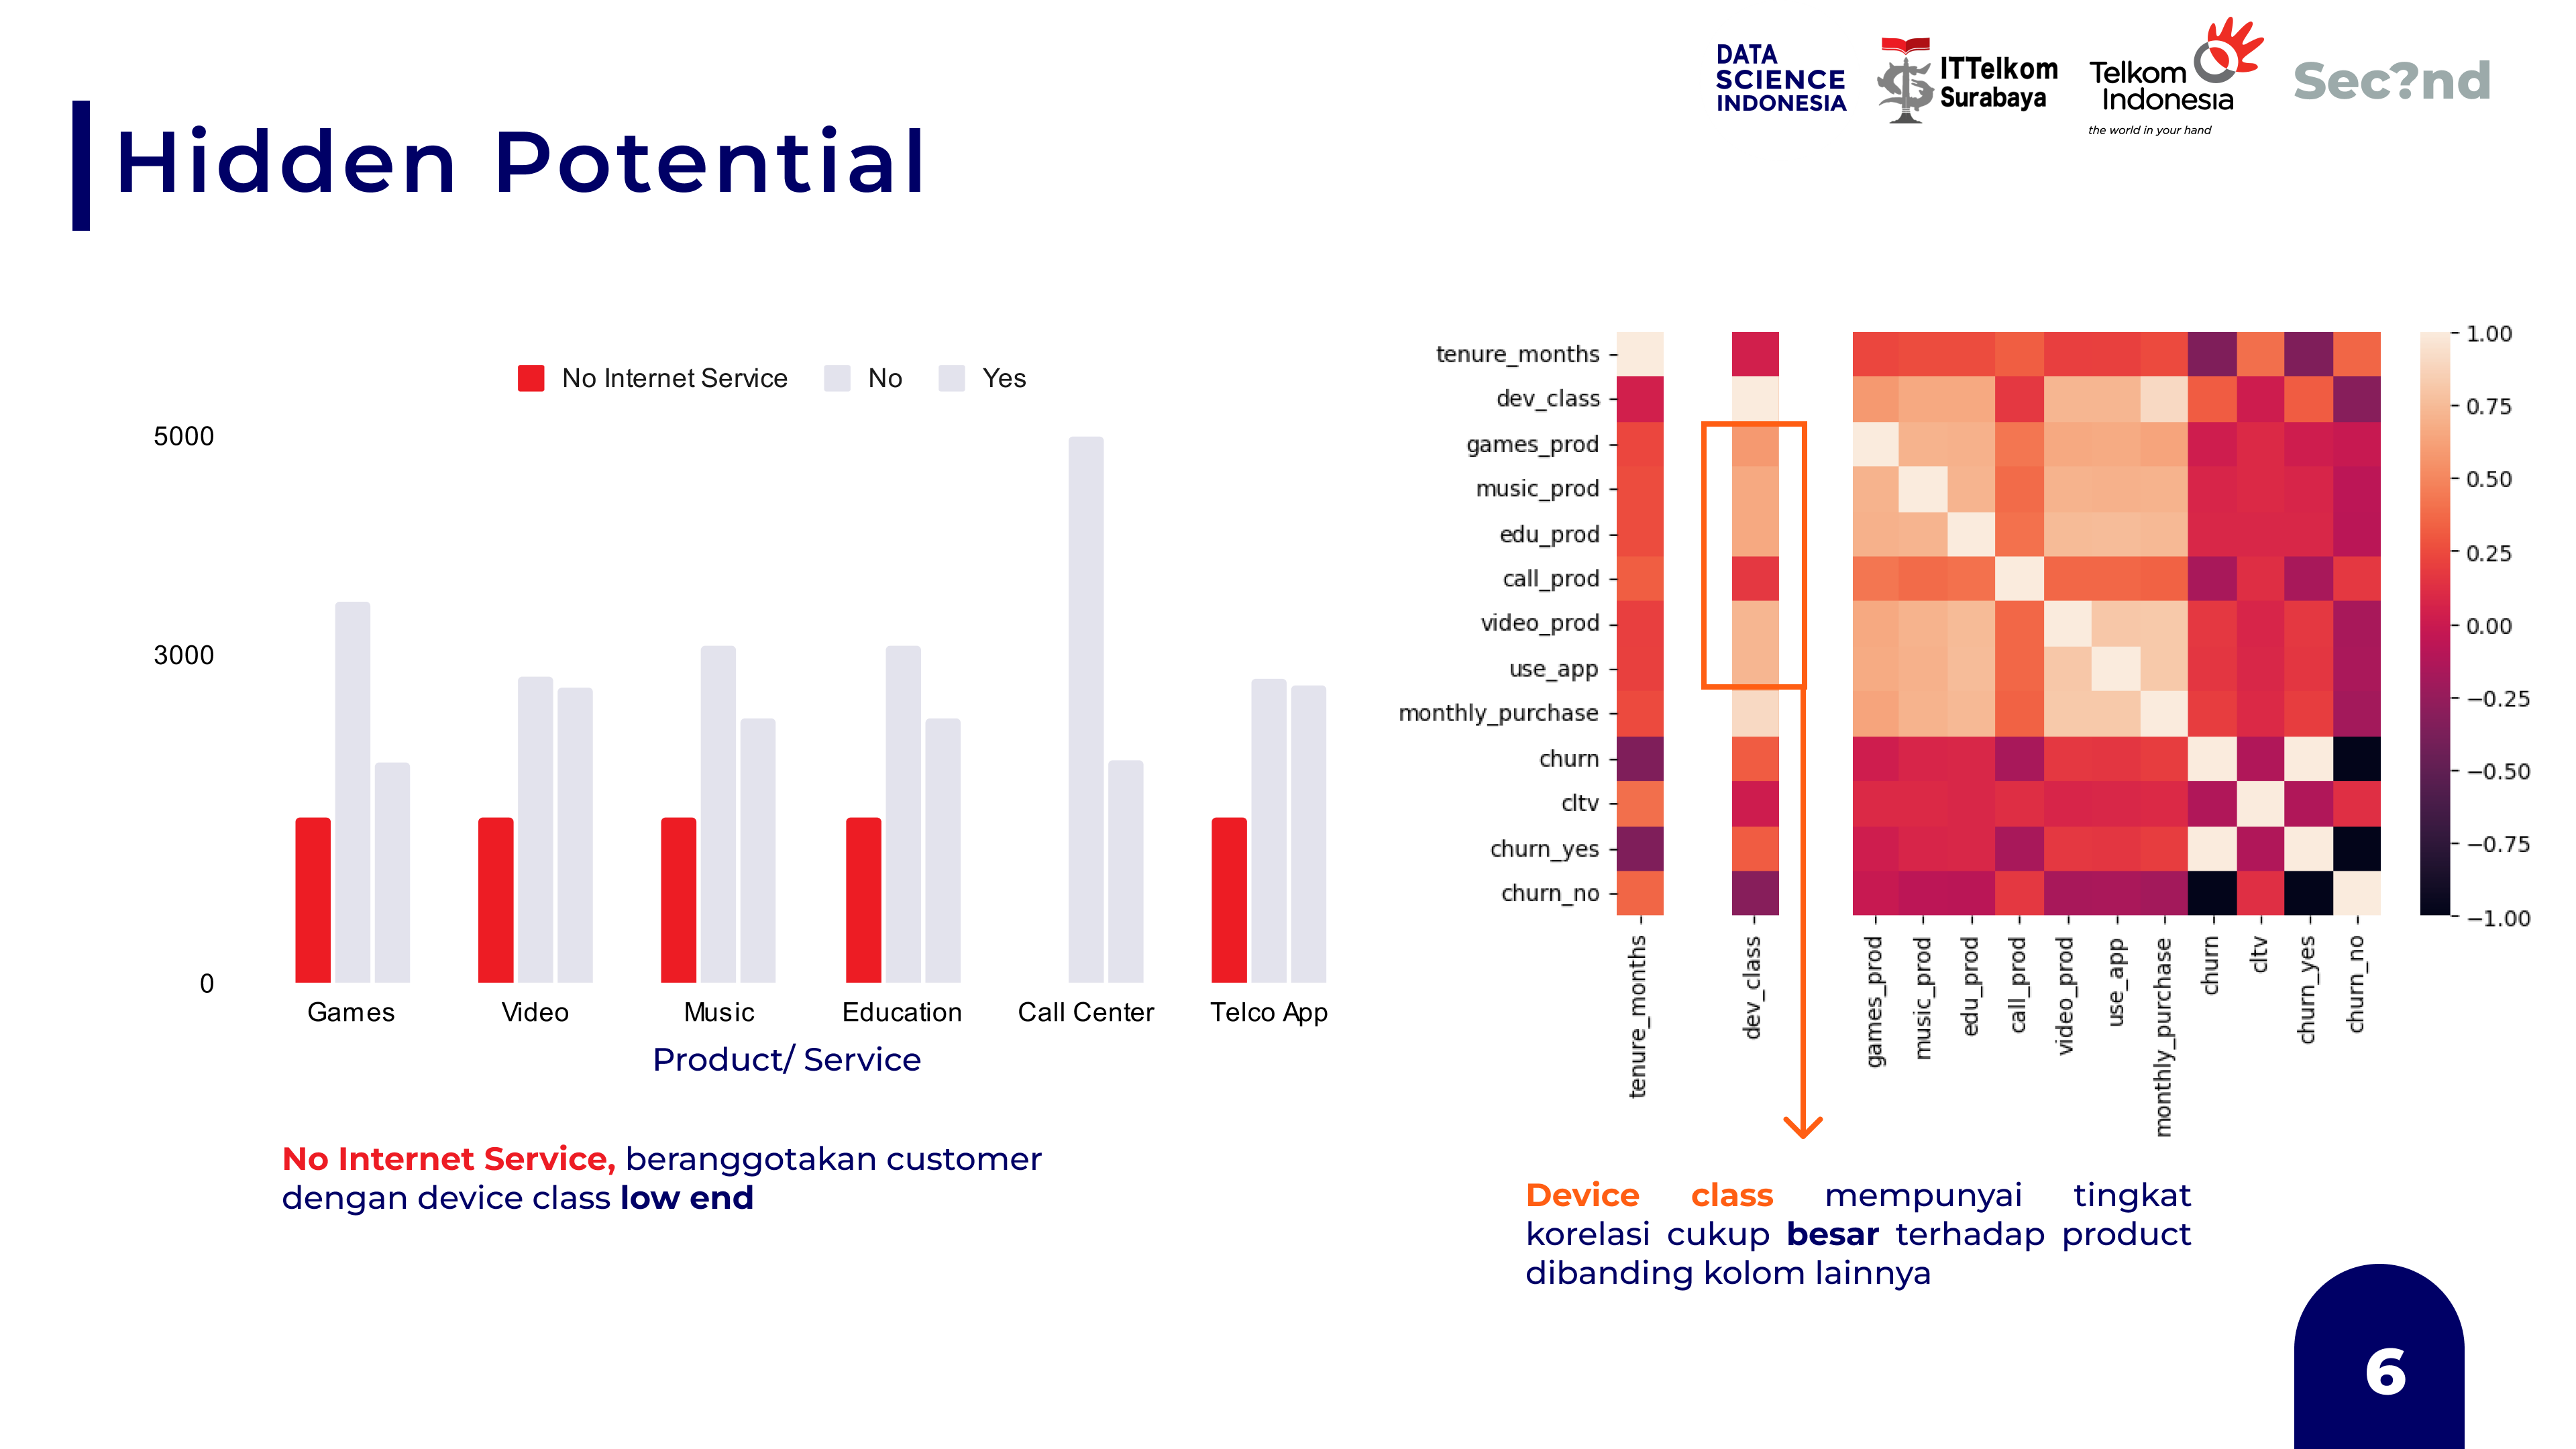 DATA
SCIENCE
INDONESIA
ITTelkom
Surabaya
Telkom
Indonesia
the world in your hand
Sec?nd
Hidden Potential
No Internet Service
No
Yes
5000
3000
0
Games
Video
Music
Education
Call Center
Telco App
Product/ Service
No Internet Service, beranggotakan customer
dengan device class low end
tenure_months
dev_class
games_prod
music_prod
edu_prod
call_prod
video_prod
use_app
monthly_purchase
churn
cltv
churn_yes
churn_no
tenure_months
dev_class
games_prod
music_prod
edu_prod
call_prod
video_prod
use_app
monthly_purchase
churn
cltv
churn_yes
churn_no
1.00
0.75
0.50
0.25
0.00
−0.25
−0.50
−0.75
−1.00
Device class mempunyai tingkat
korelasi cukup besar terhadap product
dibanding kolom lainnya
6